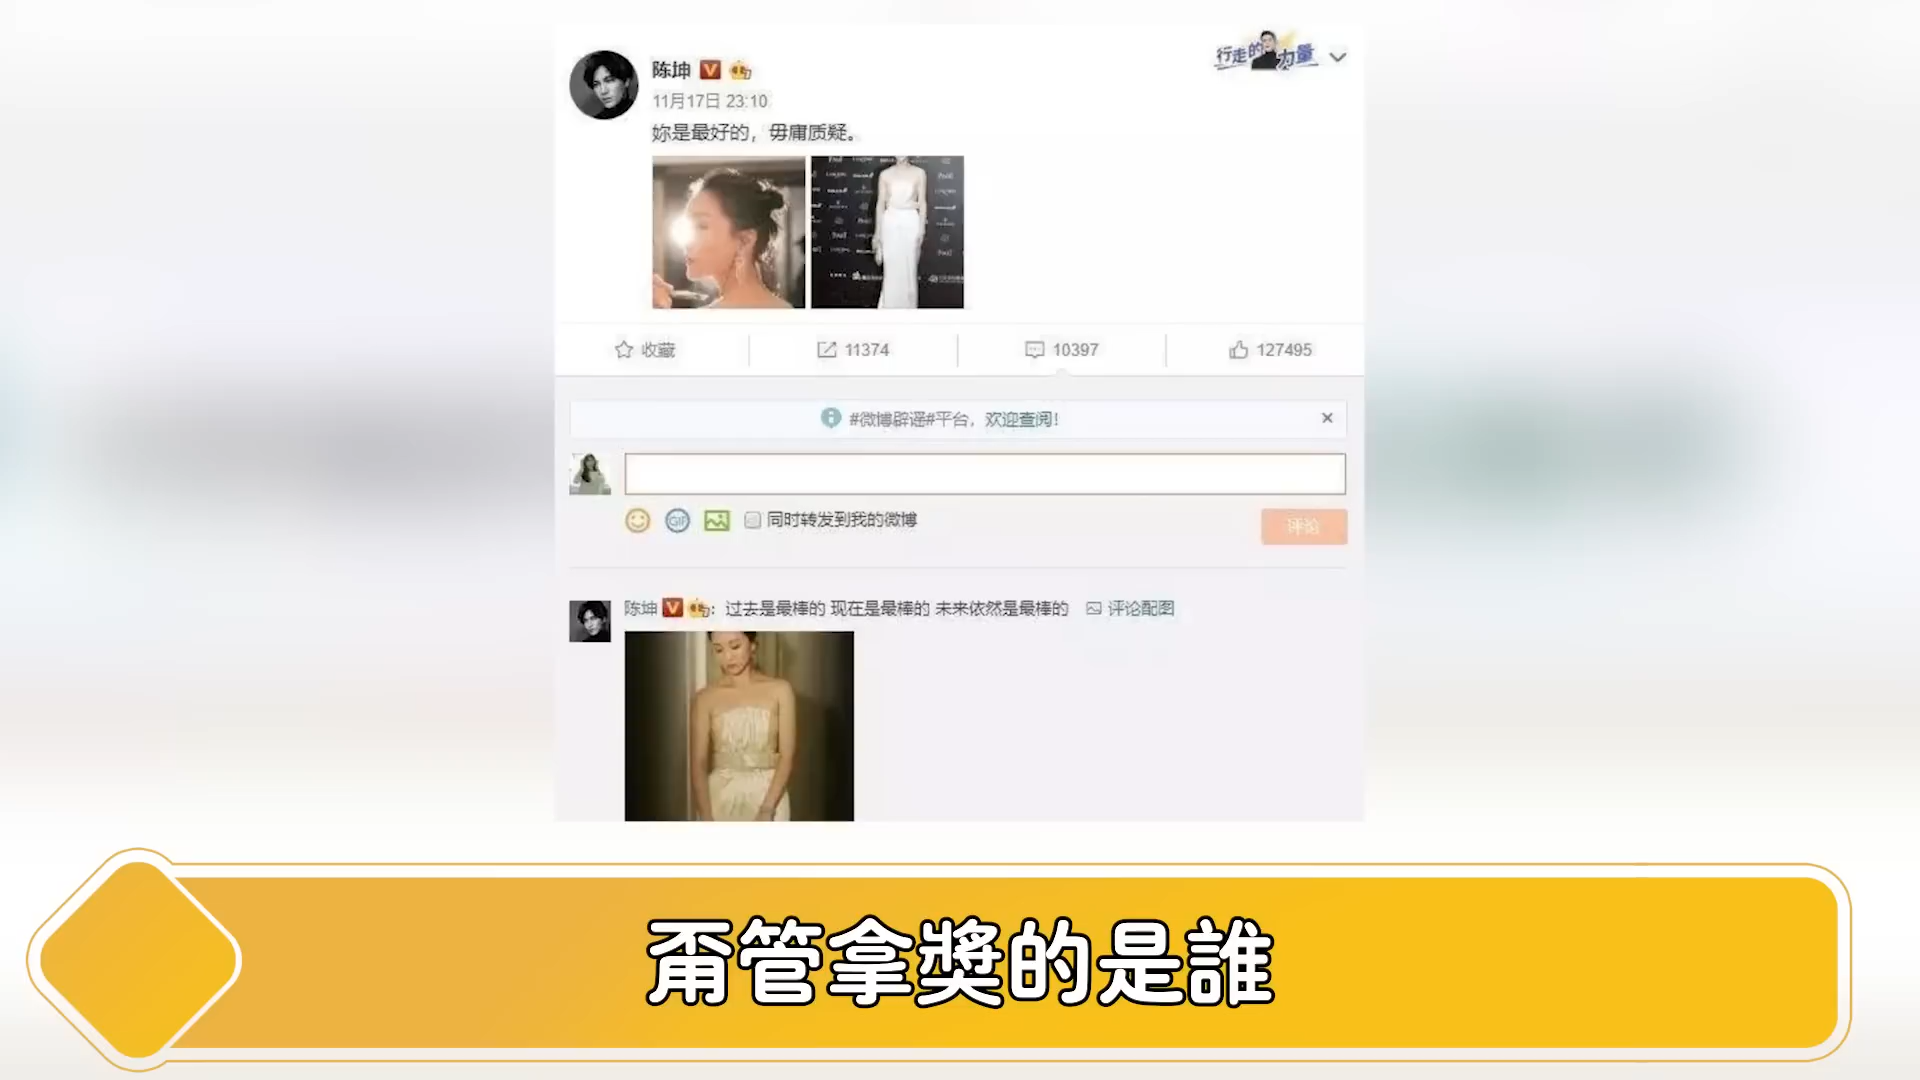 陈坤
行走的力量
11月17日 23:10
妳是最好的，毋庸质疑。
收藏
11374
10397
127495
#微博辟谣#平台，欢迎查阅！
GIF
同时转发到我的微博
评论
陈坤：过去是最棒的 现在是最棒的 未来依然是最棒的 评论配图
甭管拿獎的是誰